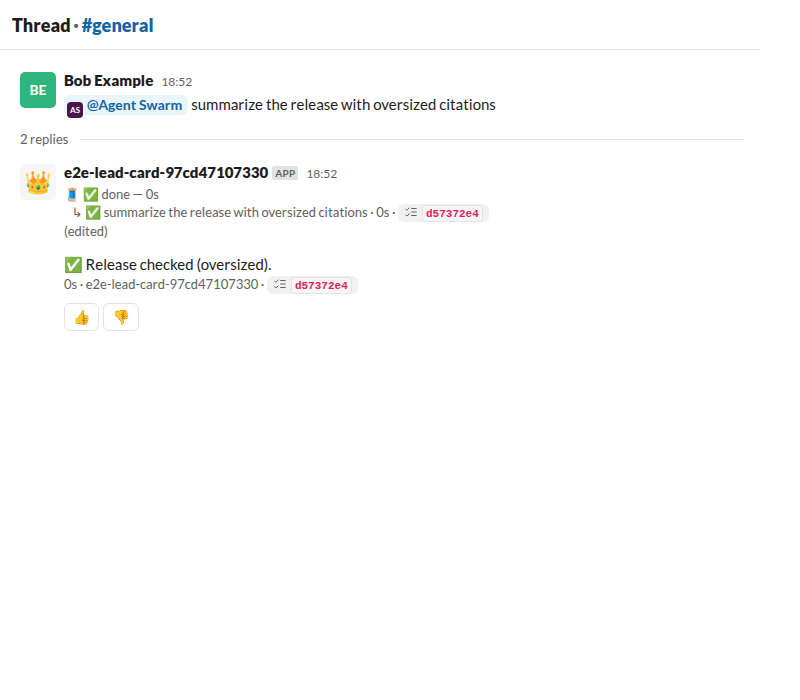 Thread • #general
BE
Bob Example 18:52
AS @Agent Swarm summarize the release with oversized citations
2 replies
e2e-lead-card-97cd47107330 APP 18:52
🧵 ✅ done — 0s
↳ ✅ summarize the release with oversized citations · 0s · d57372e4
(edited)
✅ Release checked (oversized).
0s · e2e-lead-card-97cd47107330 · d57372e4
👍 👎